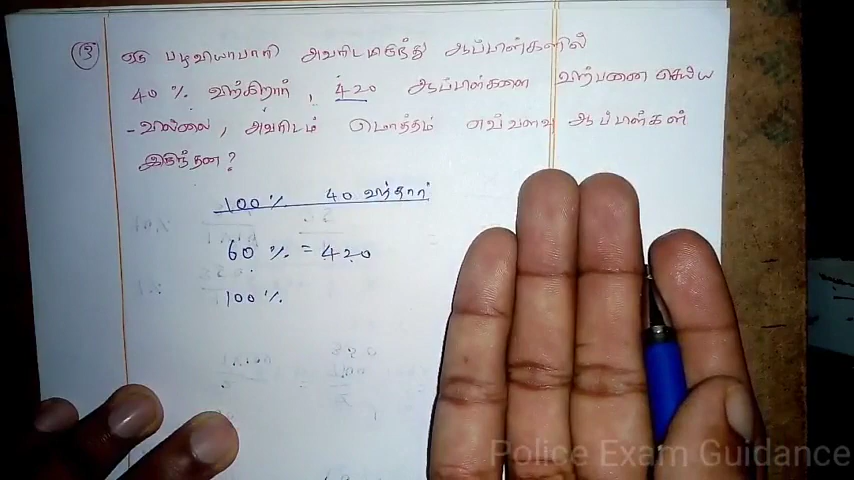 13 ஒரு பழவியாபாரி அவரிடமிருந்து ஆப்பிள்களில்
40 % விற்கிறார், 420 ஆப்பிள்களை விற்பனை செய்ய
-வில்லை, அவரிடம் மொத்தம் எவ்வளவு ஆப்பிள்கள்
இருந்தன?
100 % 40 விற்தார்
60 % = 420
100 %
Police Exam Guidance